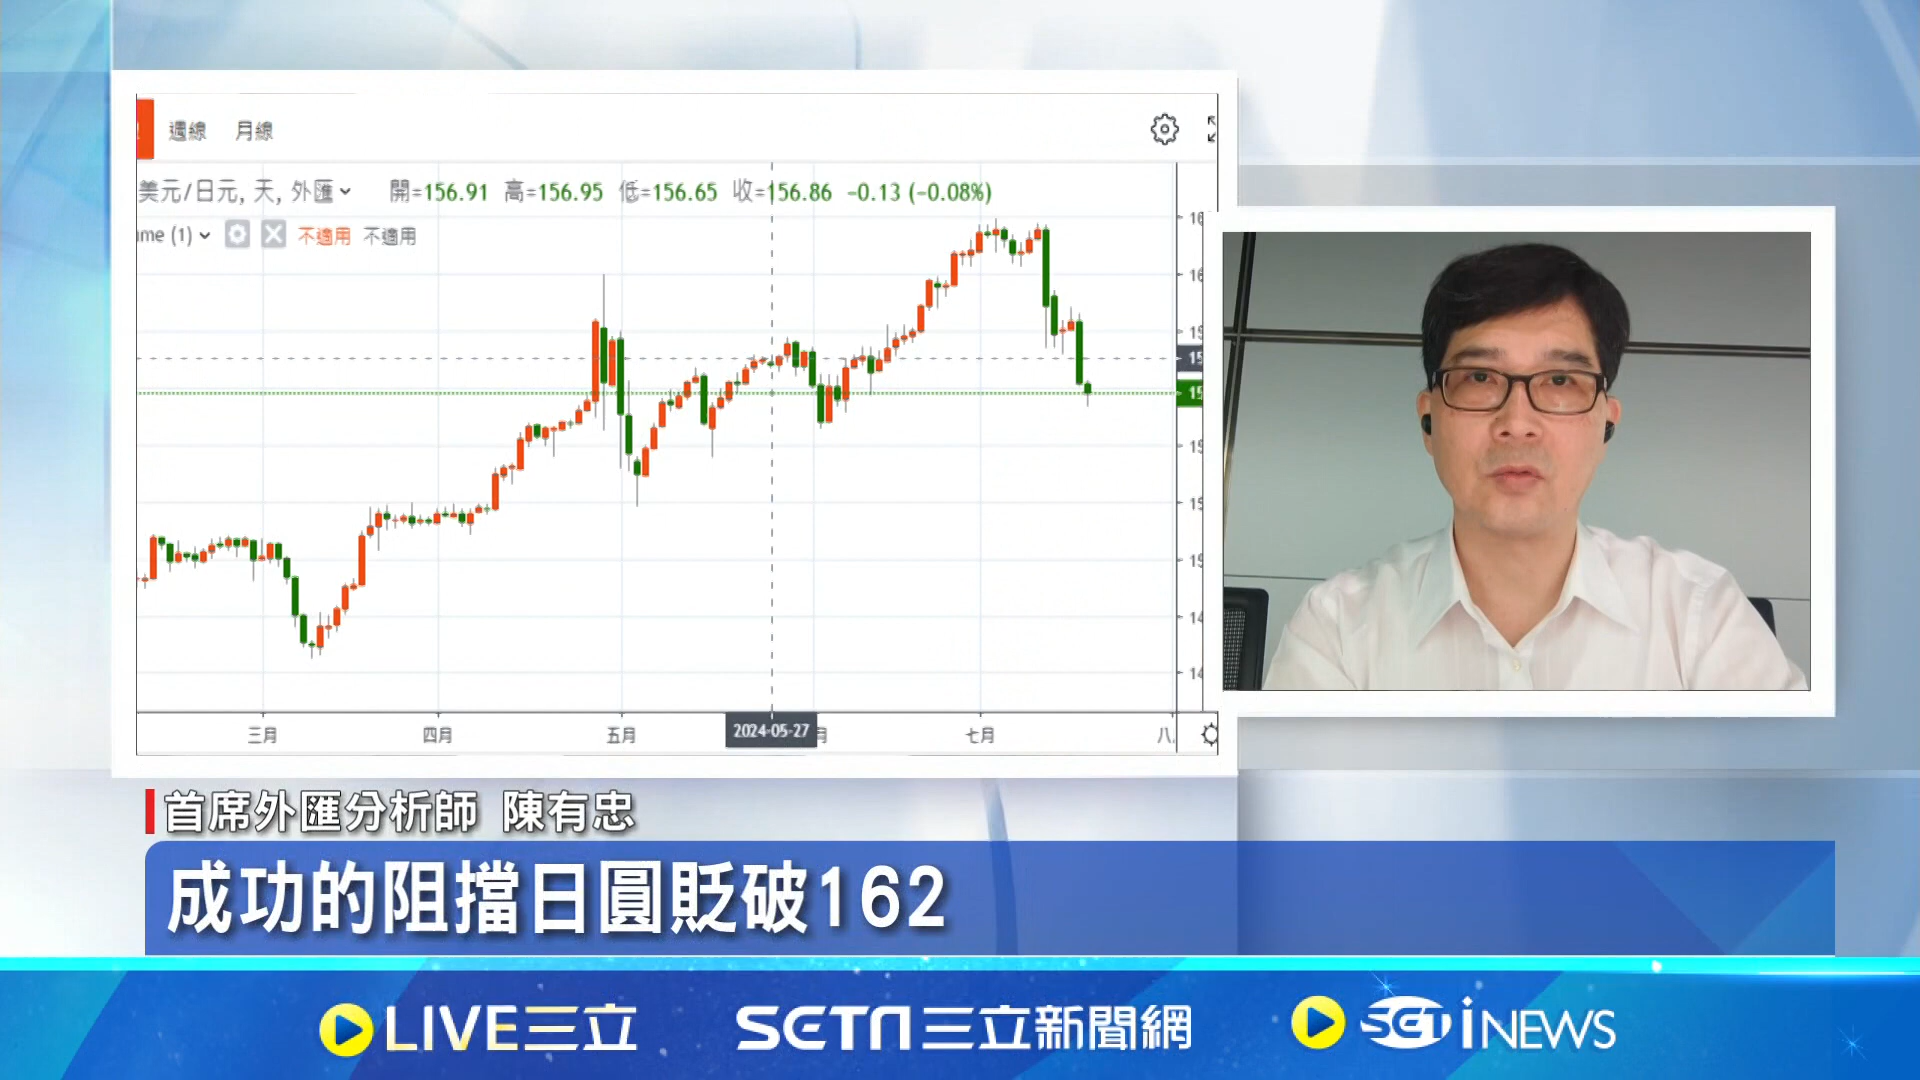 週線 月線
美元/日元, 天, 外匯 開=156.91 高=156.95 低=156.65 收=156.86 -0.13 (-0.08%)
ume (1) 不適用 不適用
三月 四月 五月 2024-05-27 月 七月 八
首席外匯分析師 陳有忠
成功的阻擋日圓貶破162
LIVE三立 SETN三立新聞網 SET iNEWS